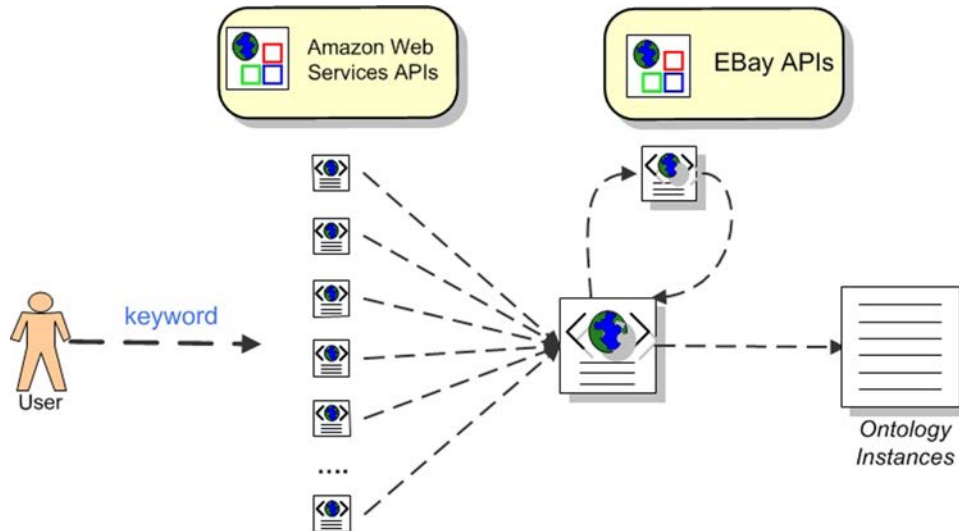 Amazon Web
Services APIs
EBay APIs
keyword
User
....
Ontology
Instances